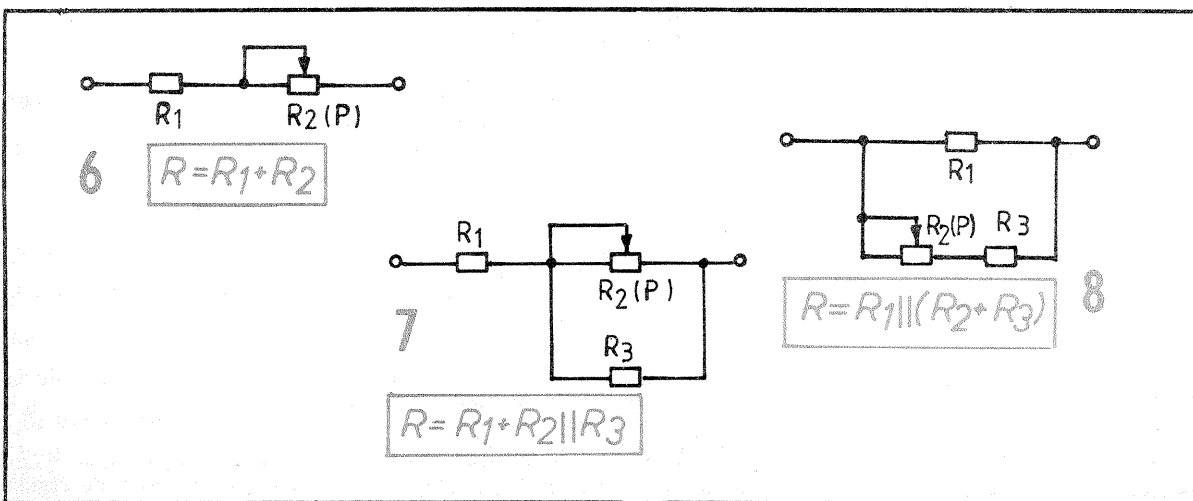 R1
R2(P)
6
R=R1+R2
R1
R2(P)
R3
7
R=R1+R2||R3
R1
R2(P)
R3
8
R=R1||(R2+R3)